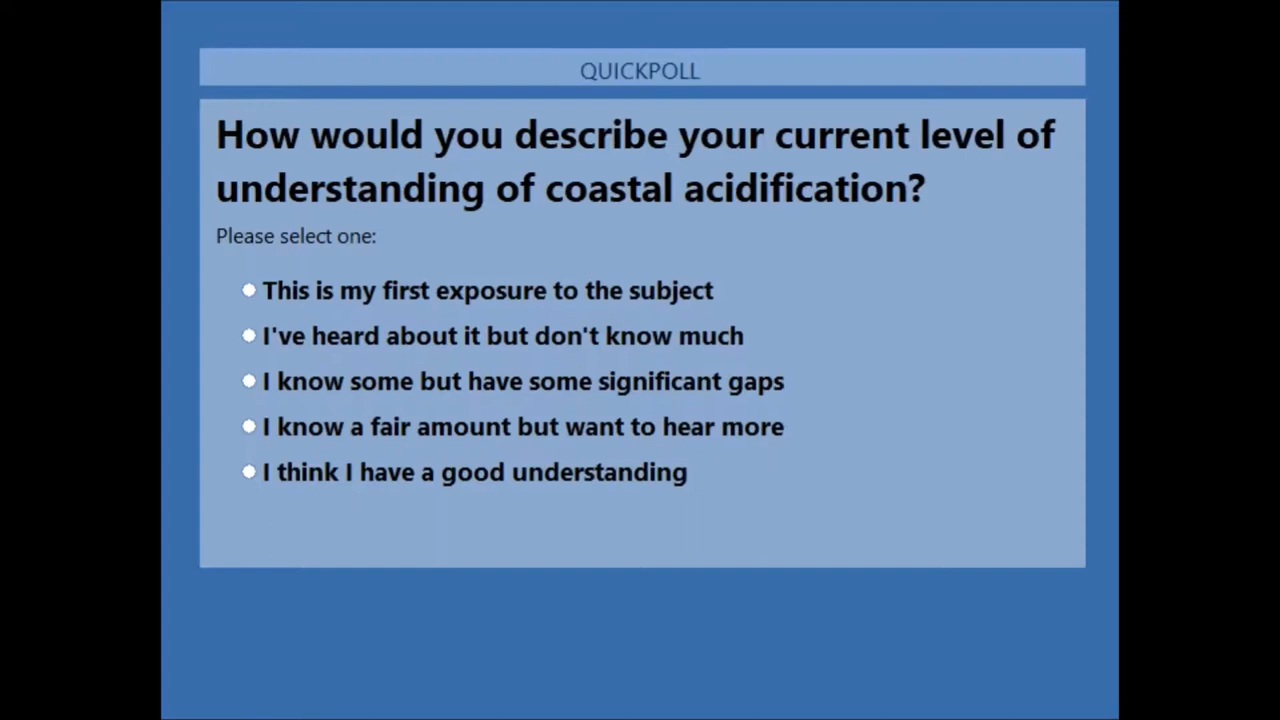 QUICKPOLL
How would you describe your current level of
understanding of coastal acidification?
Please select one:
This is my first exposure to the subject
I've heard about it but don't know much
I know some but have some significant gaps
I know a fair amount but want to hear more
I think I have a good understanding